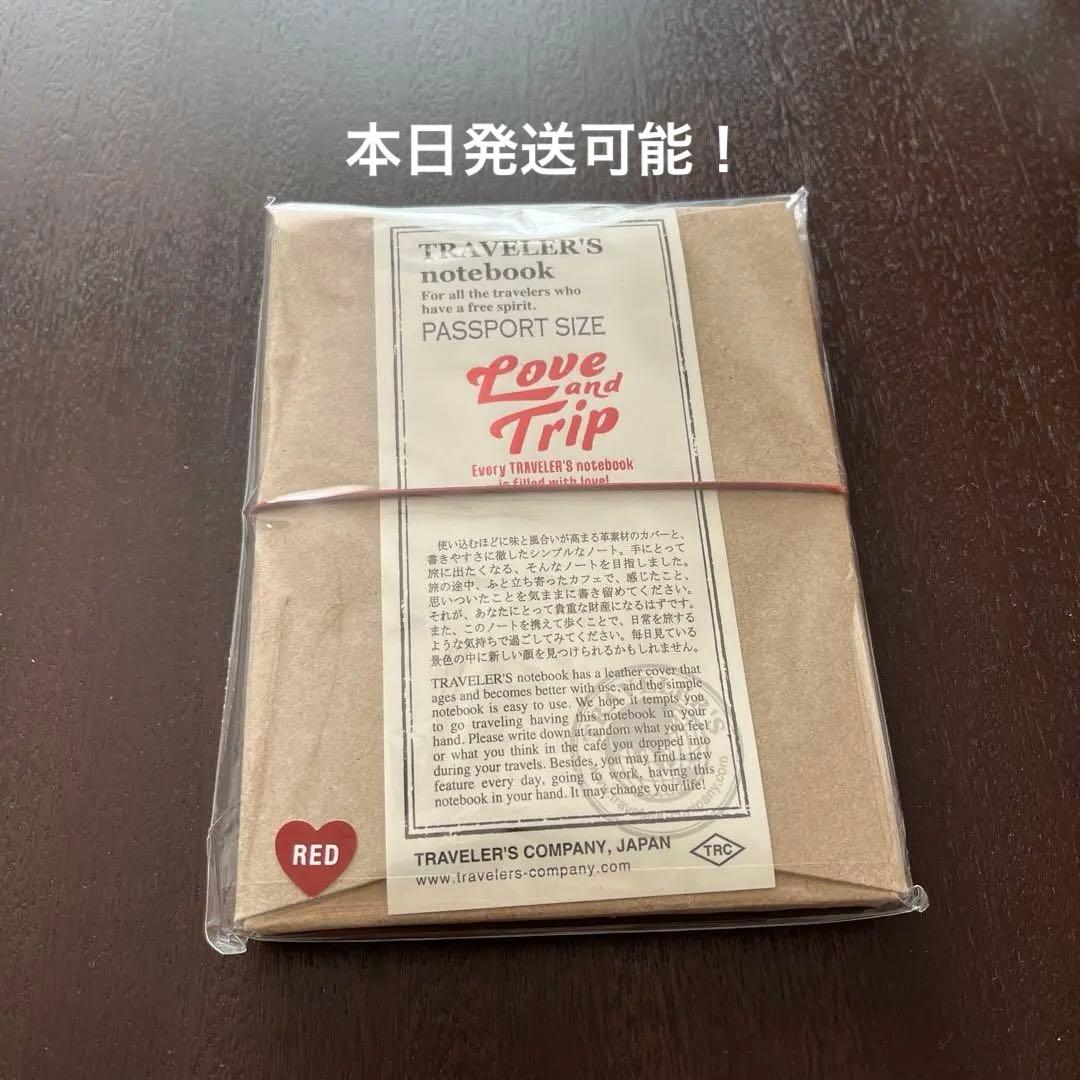 本日発送可能！
TRAVELER'S
notebook
For all the travelers who
have a free spirit.
PASSPORT SIZE
Love
and
Trip
Every TRAVELER'S notebook
is filled with love!
使い込むほどに味と風合いが高まる革素材のカバーと、
書きやすさに徹したシンプルなノート。手にとって
旅に出たくなる、そんなノートを目指しました。
旅の途中、ふと立ち寄ったカフェで、感じたこと、
思いついたことを気ままに書き留めてください。
それが、あなたにとって貴重な財産になるはずです。
また、このノートを携えて歩くことで、日常を旅する
ような気持ちで過ごしてみてください。毎日見ている
景色の中に新しい顔を見つけられるかもしれません。
TRAVELER'S notebook has a leather cover that
ages and becomes better with use, and the simple
notebook is easy to use. We hope it tempts you
to go traveling having this notebook in your
hand. Please write down at random what you feel
or what you think in the café you dropped into
during your travels. Besides, you may find a new
feature every day, going to work, having this
notebook in your hand. It may change your life!
TRAVELER'S COMPANY, JAPAN
TRC
www.travelers-company.com
RED